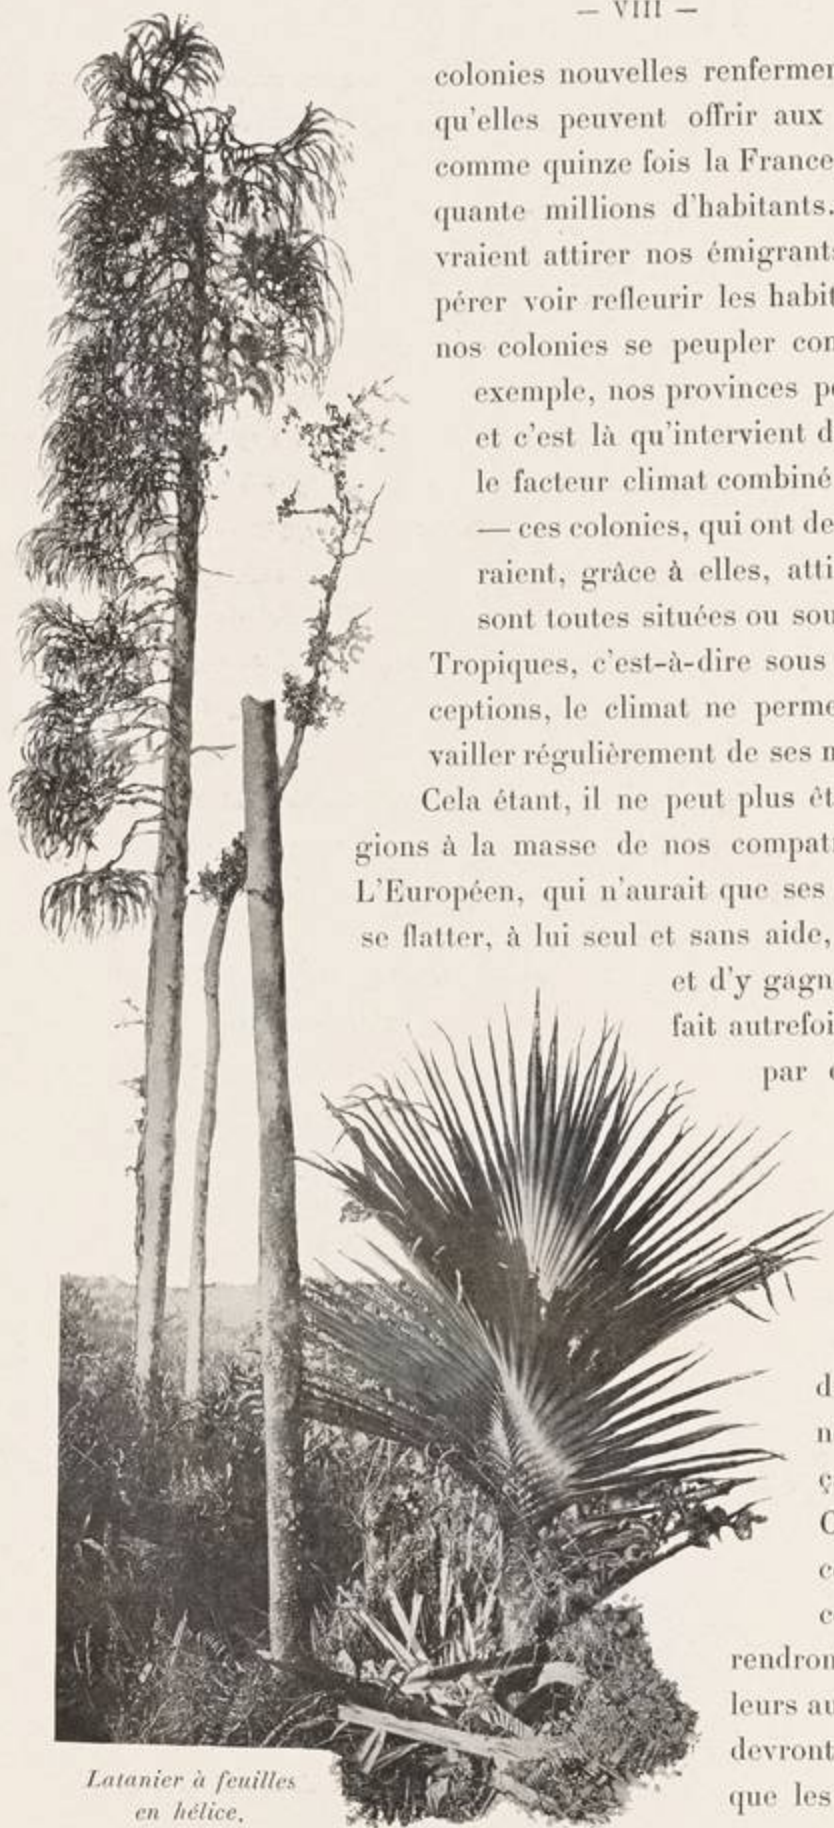 — VIII —
colonies nouvelles renfermen
qu'elles peuvent offrir aux
comme quinze fois la France
quante millions d'habitants.
vraient attirer nos émigrants
pérer voir refleurir les habit
nos colonies se peupler con
exemple, nos provinces pe
et c'est là qu'intervient d
le facteur climat combiné
— ces colonies, qui ont de
raient, grâce à elles, atti
sont toutes situées ou sou
Tropiques, c'est-à-dire sous
ceptions, le climat ne perme
vailler régulièrement de ses m
Cela étant, il ne peut plus êt
gions à la masse de nos compatr
L'Européen, qui n'aurait que ses
se flatter, à lui seul et sans aide,
et d'y gagn
fait autrefoi
par e
d
n
ç
C
c
c
rendron
leurs au
devront
que les
Latanier à feuilles
en hélice.